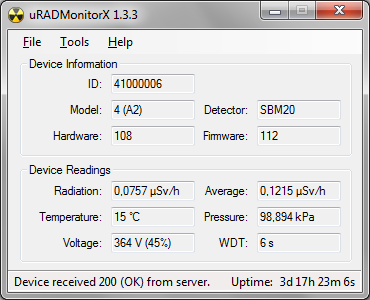 uRADMonitorX 1.3.3
File Tools Help
Device Information
ID: 41000006
Model: 4 (A2) Detector: SBM20
Hardware: 108 Firmware: 112
Device Readings
Radiation: 0,0757 µSv/h Average: 0,1215 µSv/h
Temperature: 15 °C Pressure: 98,894 kPa
Voltage: 364 V (45%) WDT: 6 s
Device received 200 (OK) from server. Uptime: 3d 17h 23m 6s